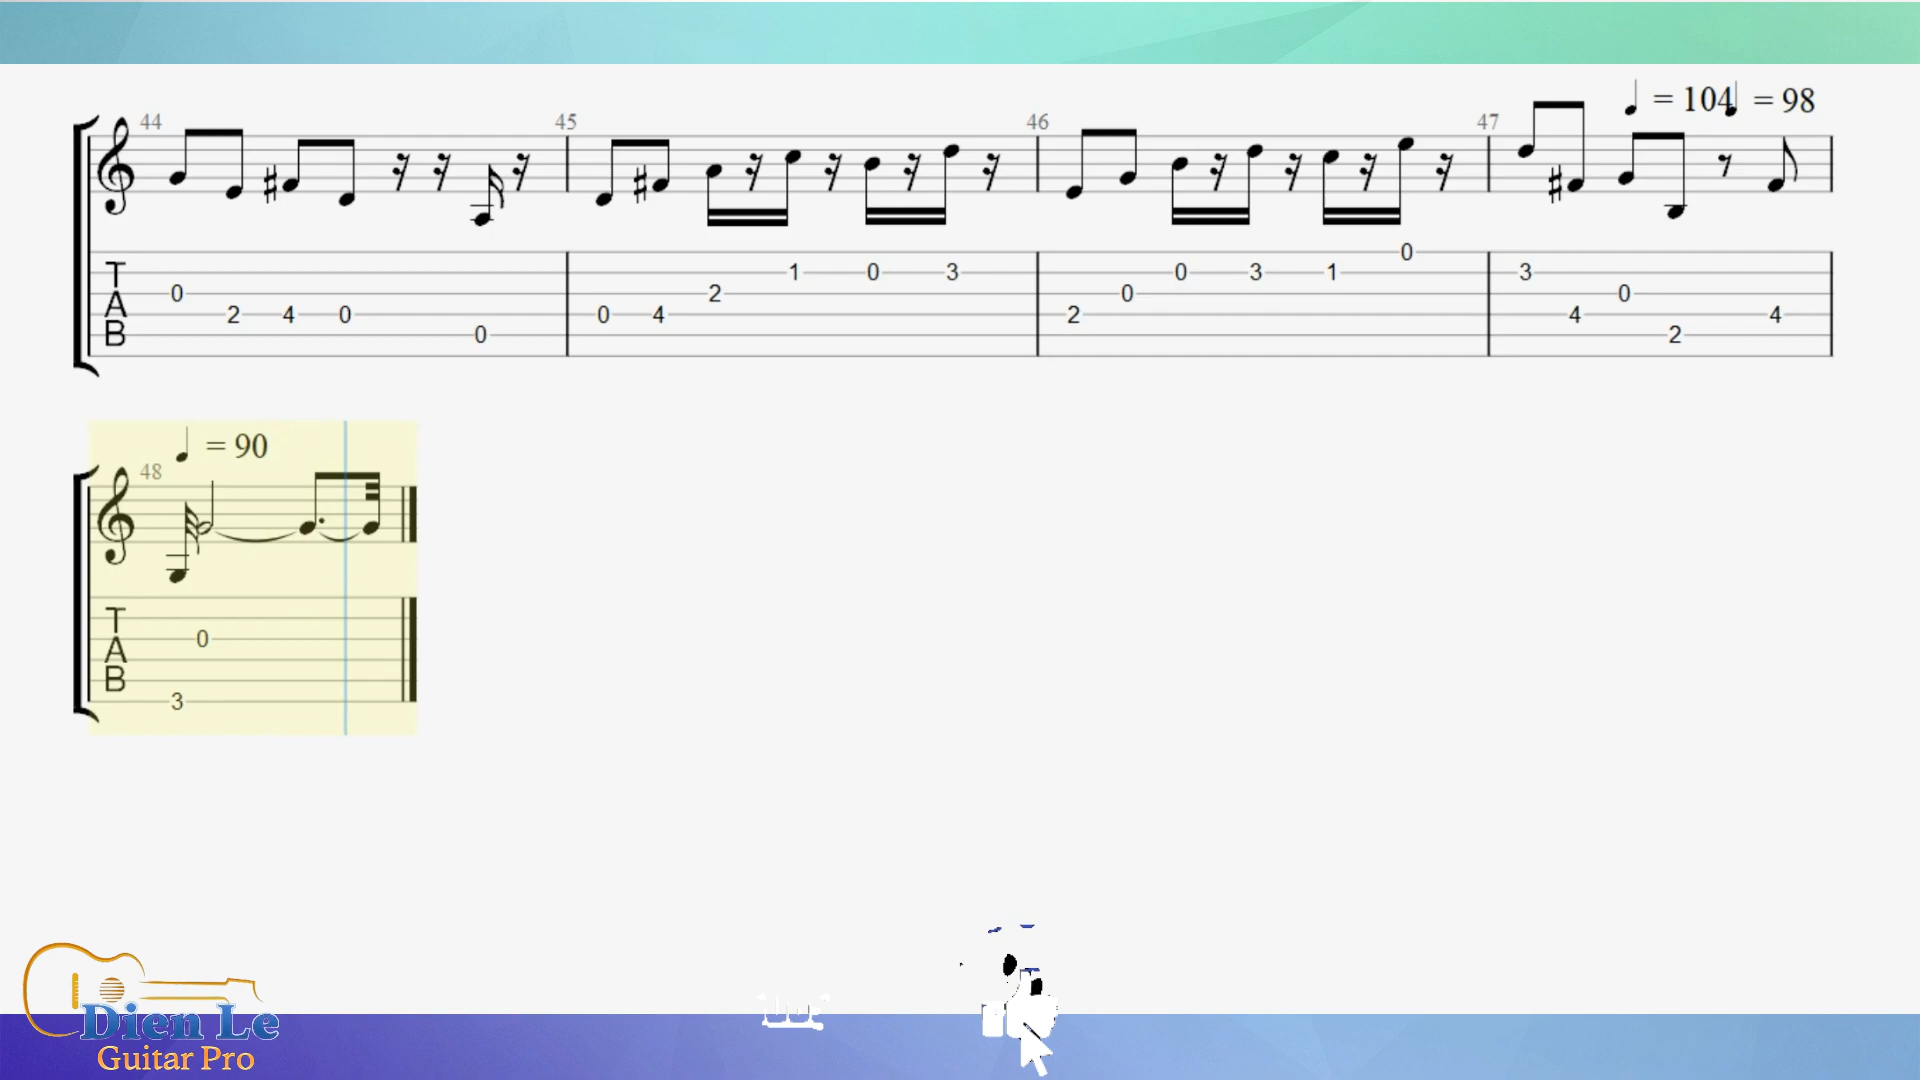 = 104 = 98
44 45 46 47
0 2 4 0 0 0 4 2 1 0 3 2 0 0 3 1 0 3 4 0 2 4
T
A
B
= 90
48
T
A
B
0
3
Dien Le
Guitar Pro